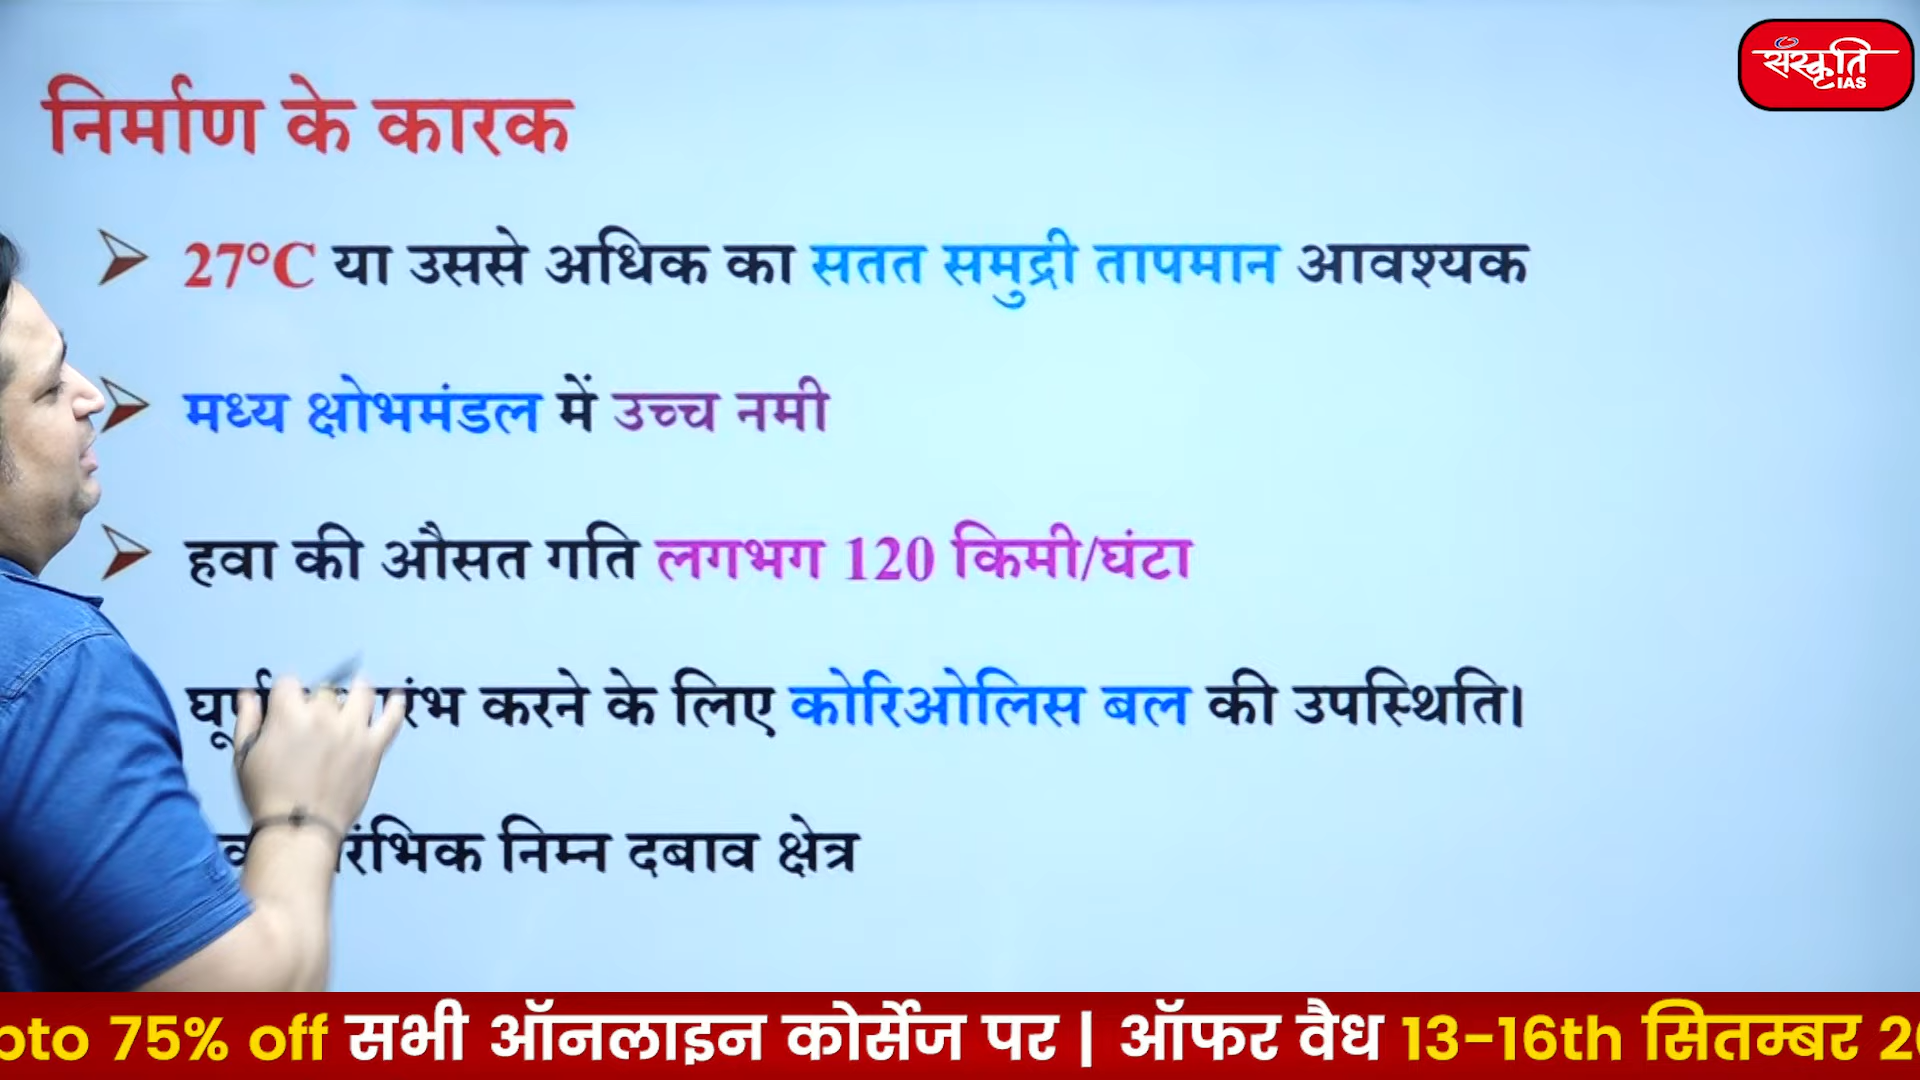 संस्कृति
IAS
निर्माण के कारक
27°C या उससे अधिक का सतत समुद्री तापमान आवश्यक
मध्य क्षोभमंडल में उच्च नमी
हवा की औसत गति लगभग 120 किमी/घंटा
करने के लिए कोरिओलिस बल की उपस्थिति।
निम्न दबाव क्षेत्र
75% off सभी ऑनलाइन कोर्सेज पर | ऑफर वैध 13-16th सितम्बर